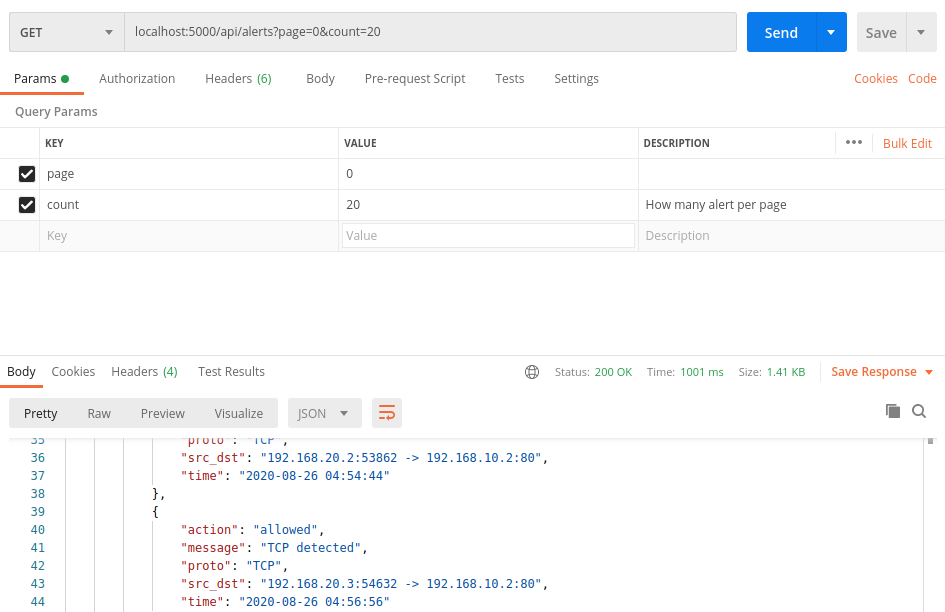 GET localhost:5000/api/alerts?page=0&count=20 Send Save
Params Authorization Headers (6) Body Pre-request Script Tests Settings Cookies Code
Query Params
KEY VALUE DESCRIPTION ••• Bulk Edit
page 0
count 20 How many alert per page
Key Value Description
Body Cookies Headers (4) Test Results Status: 200 OK Time: 1001 ms Size: 1.41 KB Save Response
Pretty Raw Preview Visualize JSON
35 "proto": "TCP",
36 "src_dst": "192.168.20.2:53862 -> 192.168.10.2:80",
37 "time": "2020-08-26 04:54:44"
38 },
39 {
40 "action": "allowed",
41 "message": "TCP detected",
42 "proto": "TCP",
43 "src_dst": "192.168.20.3:54632 -> 192.168.10.2:80",
44 "time": "2020-08-26 04:56:56"